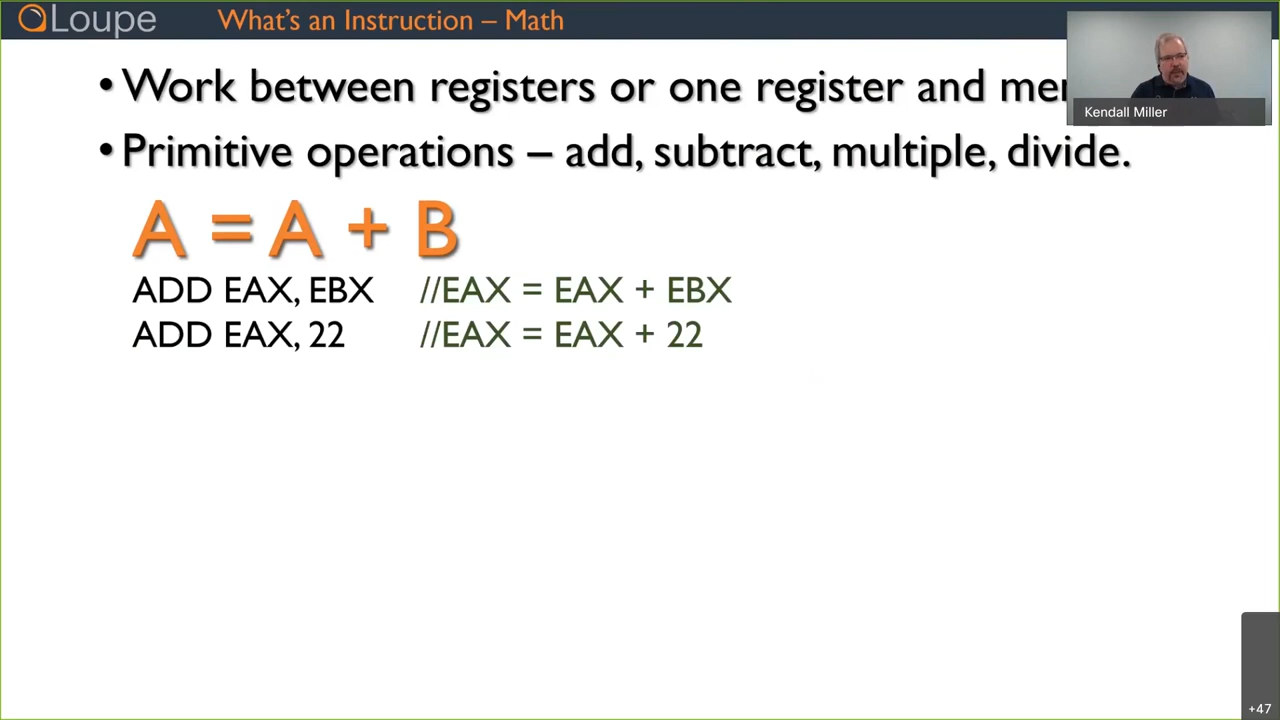 Loupe
What's an Instruction – Math
• Work between registers or one register and
Kendall Miller
• Primitive operations – add, subtract, multiple, divide.
A = A + B
ADD EAX, EBX //EAX = EAX + EBX
ADD EAX, 22 //EAX = EAX + 22
+47